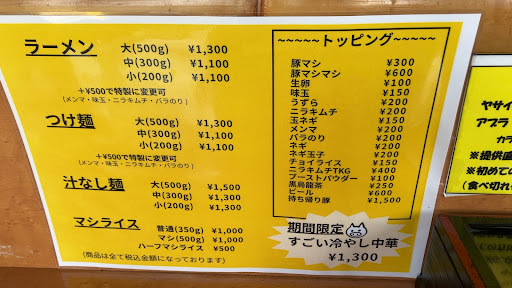 ラーメン 大(500g) ¥1,300
中(300g) ¥1,100
小(200g) ¥1,100
+¥500で特製に変更可
(メンマ・味玉・ニラキムチ・バラのり)
つけ麺 大(500g) ¥1,300
中(300g) ¥1,100
小(200g) ¥1,100
+¥500で特製に変更可
(メンマ・味玉・ニラキムチ・バラのり)
汁なし麺 大(500g) ¥1,500
中(300g) ¥1,300
小(200g) ¥1,300
マシライス 普通(350g) ¥1,000
マシ(500g) ¥1,000
ハーフマシライス ¥500
(商品は全て税込金額になっております)
~~~~~トッピング~~~~~
豚マシ ¥300
豚マシマシ ¥600
生卵 ¥100
味玉 ¥150
うずら ¥200
ニラキムチ ¥200
玉ネギ ¥150
メンマ ¥200
バラのり ¥200
ネギ ¥200
ネギ玉子 ¥200
チョイライス ¥150
ニラキムチTKG ¥400
ブーストパウダー ¥100
黒烏龍茶 ¥250
ビール ¥600
持ち帰り豚 ¥1,500
期間限定
すごい冷やし中華
¥1,300
ヤサイ
アブラ
カラ
※提供
※初めての
(食べ切れ